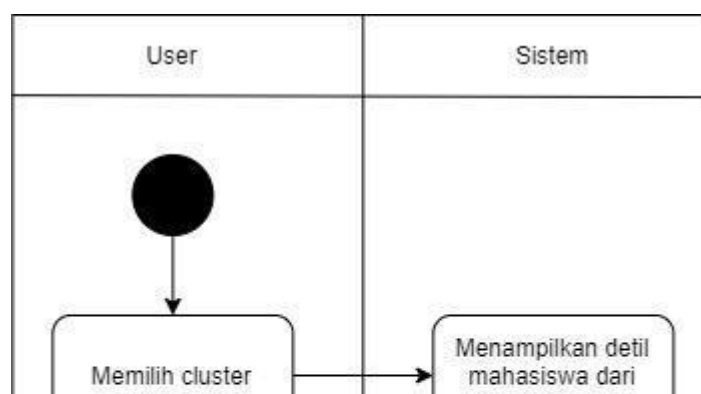 User
Sistem
Memilih cluster
Menampilkan detil
mahasiswa dari